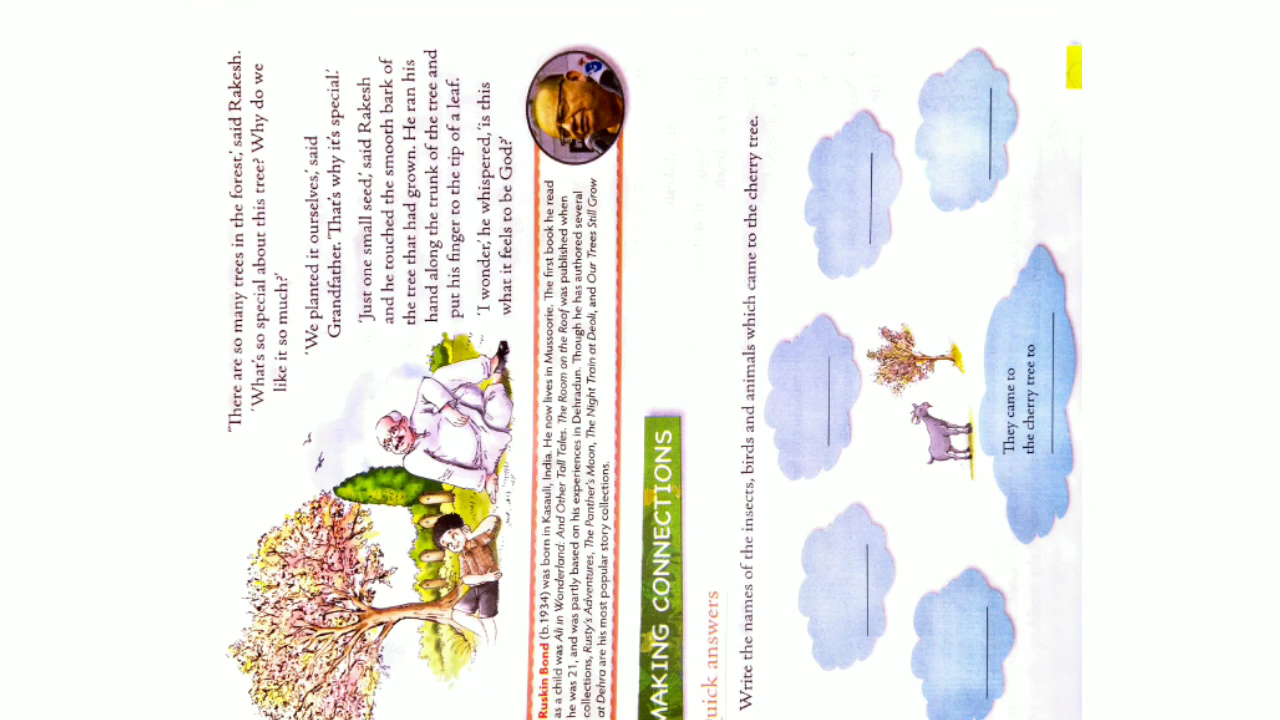 'There are so many trees in the forest,' said Rakesh.
'What's so special about this tree? Why do we
like it so much?'
'We planted it ourselves,' said
Grandfather. 'That's why it's special.'
'Just one small seed,' said Rakesh
and he touched the smooth bark of
the tree that had grown. He ran his
hand along the trunk of the tree and
put his finger to the tip of a leaf.
'I wonder,' he whispered, 'is this
what it feels to be God?'
Ruskin Bond (b.1934) was born in Kasauli, India. He now lives in Mussoorie. The first book he read
as a child was Ali in Wonderland: And Other Tall Tales. The Room on the Roof was published when
he was 21, and was partly based on his experiences in Dehradun. Though he has authored several
collections, Rusty's Adventures, The Panther's Moon, The Night Train at Deoli, and Our Trees Still Grow
at Dehra are his most popular story collections.
MAKING CONNECTIONS
uick answers
Write the names of the insects, birds and animals which came to the cherry tree.
They came to
the cherry tree to